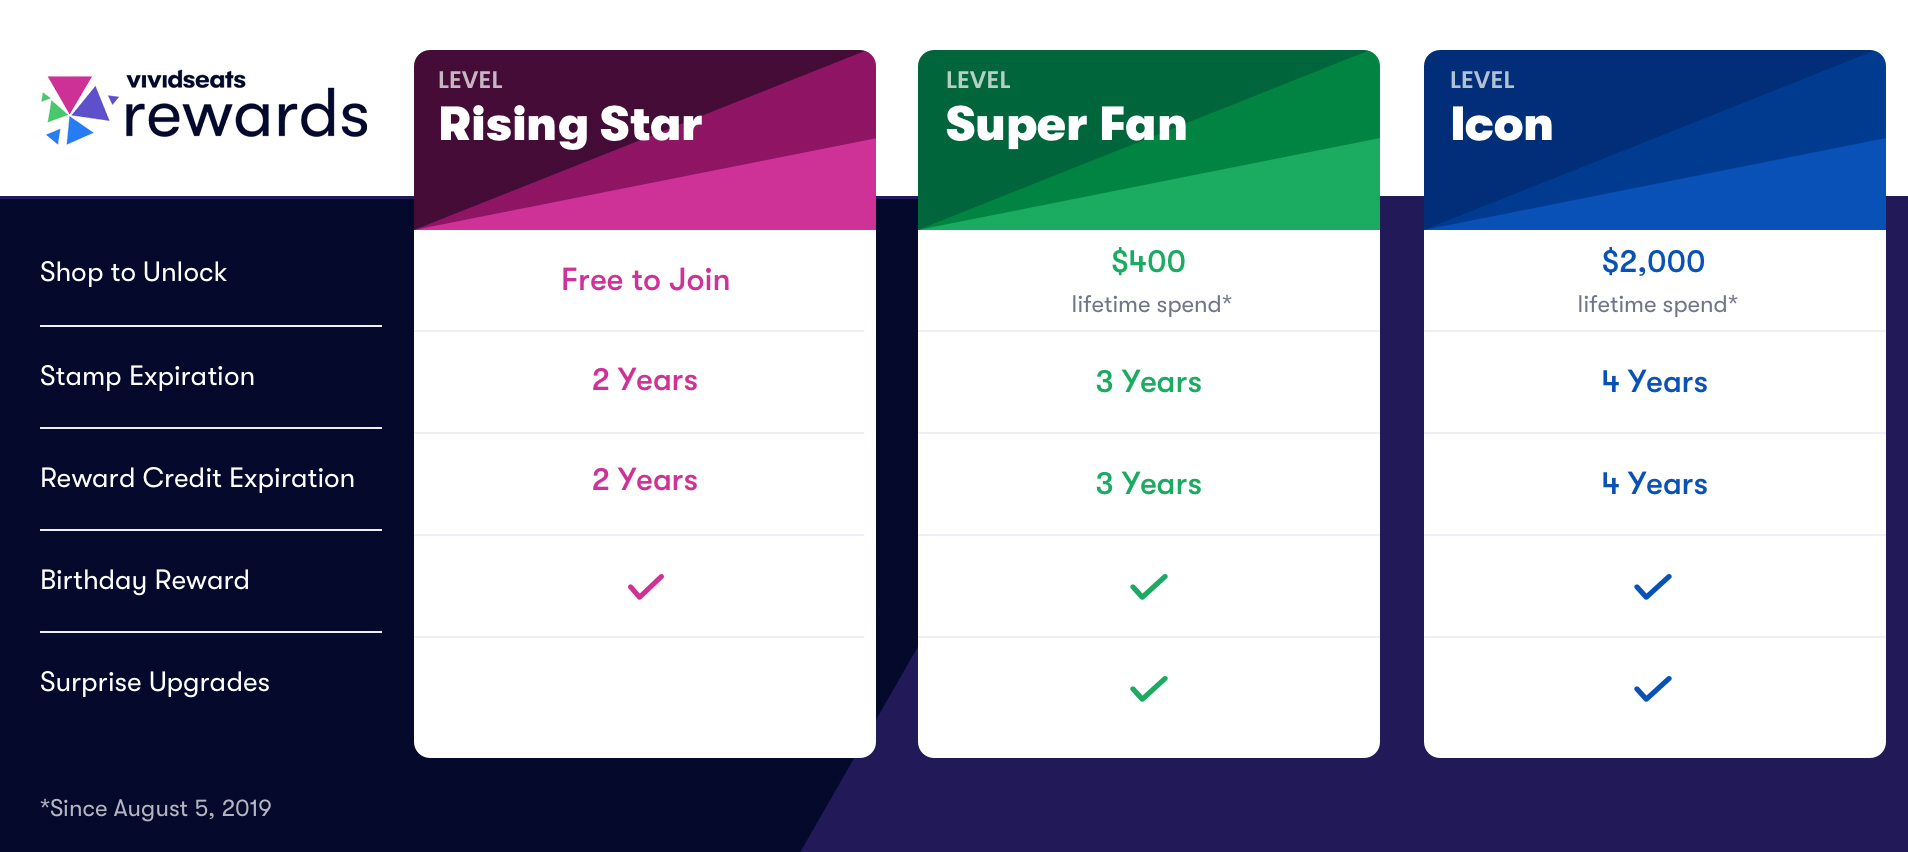 vividseats
rewards
LEVEL
Rising Star
LEVEL
Super Fan
LEVEL
Icon
Shop to Unlock
Free to Join
$400
lifetime spend*
$2,000
lifetime spend*
Stamp Expiration
2 Years
3 Years
4 Years
Reward Credit Expiration
2 Years
3 Years
4 Years
Birthday Reward
Surprise Upgrades
*Since August 5, 2019